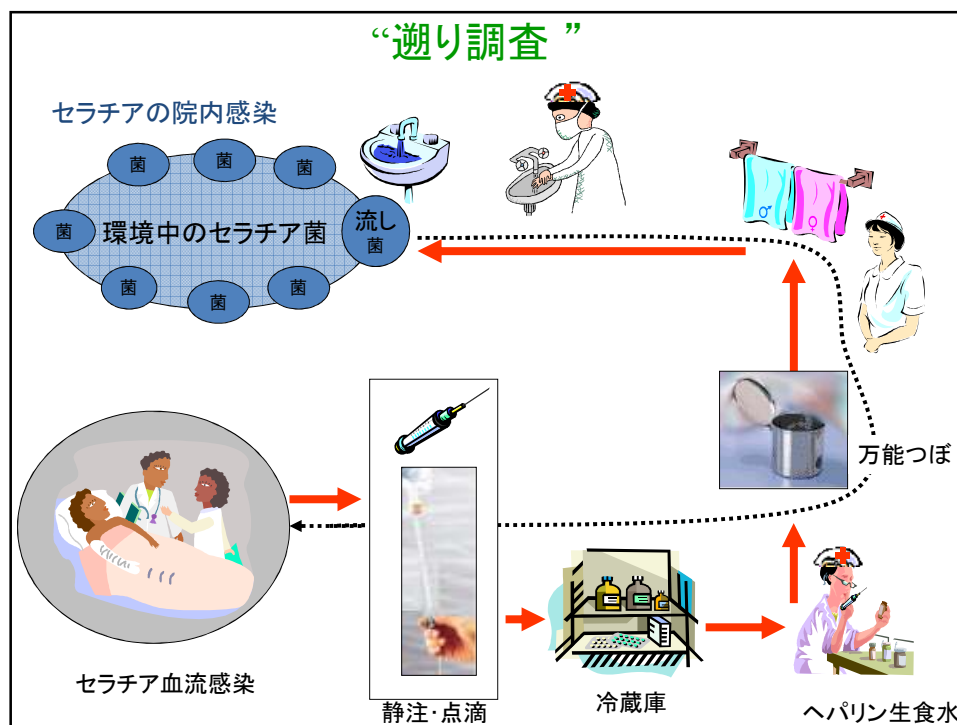 “遡り調査 ”
セラチアの院内感染
菌
菌
菌
菌
環境中のセラチア菌
流し
菌
菌
菌
菌
万能つぼ
セラチア血流感染
静注・点滴
冷蔵庫
ヘパリン生食水